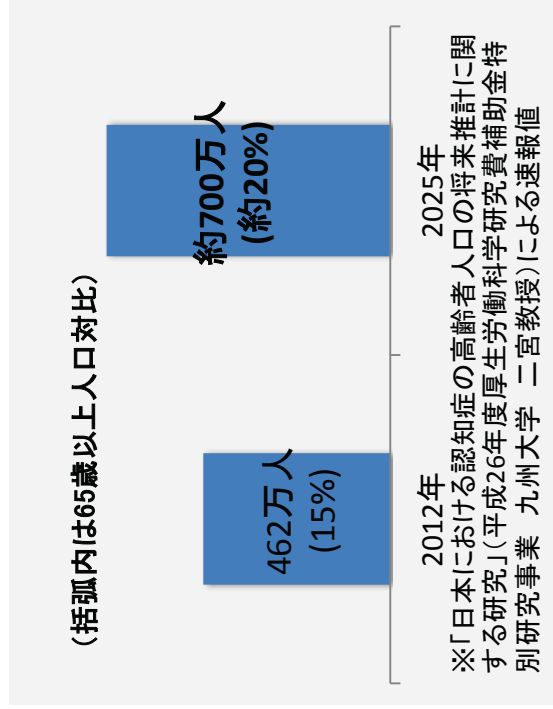 (括弧内は65歳以上人口対比)
462万人
(15%)
約700万人
(約20%)
2012年
2025年
※「日本における認知症の高齢者人口の将来推計に関
する研究」(平成26年度厚生労働科学研究費補助金特
別研究事業 九州大学 二宮教授)による速報値